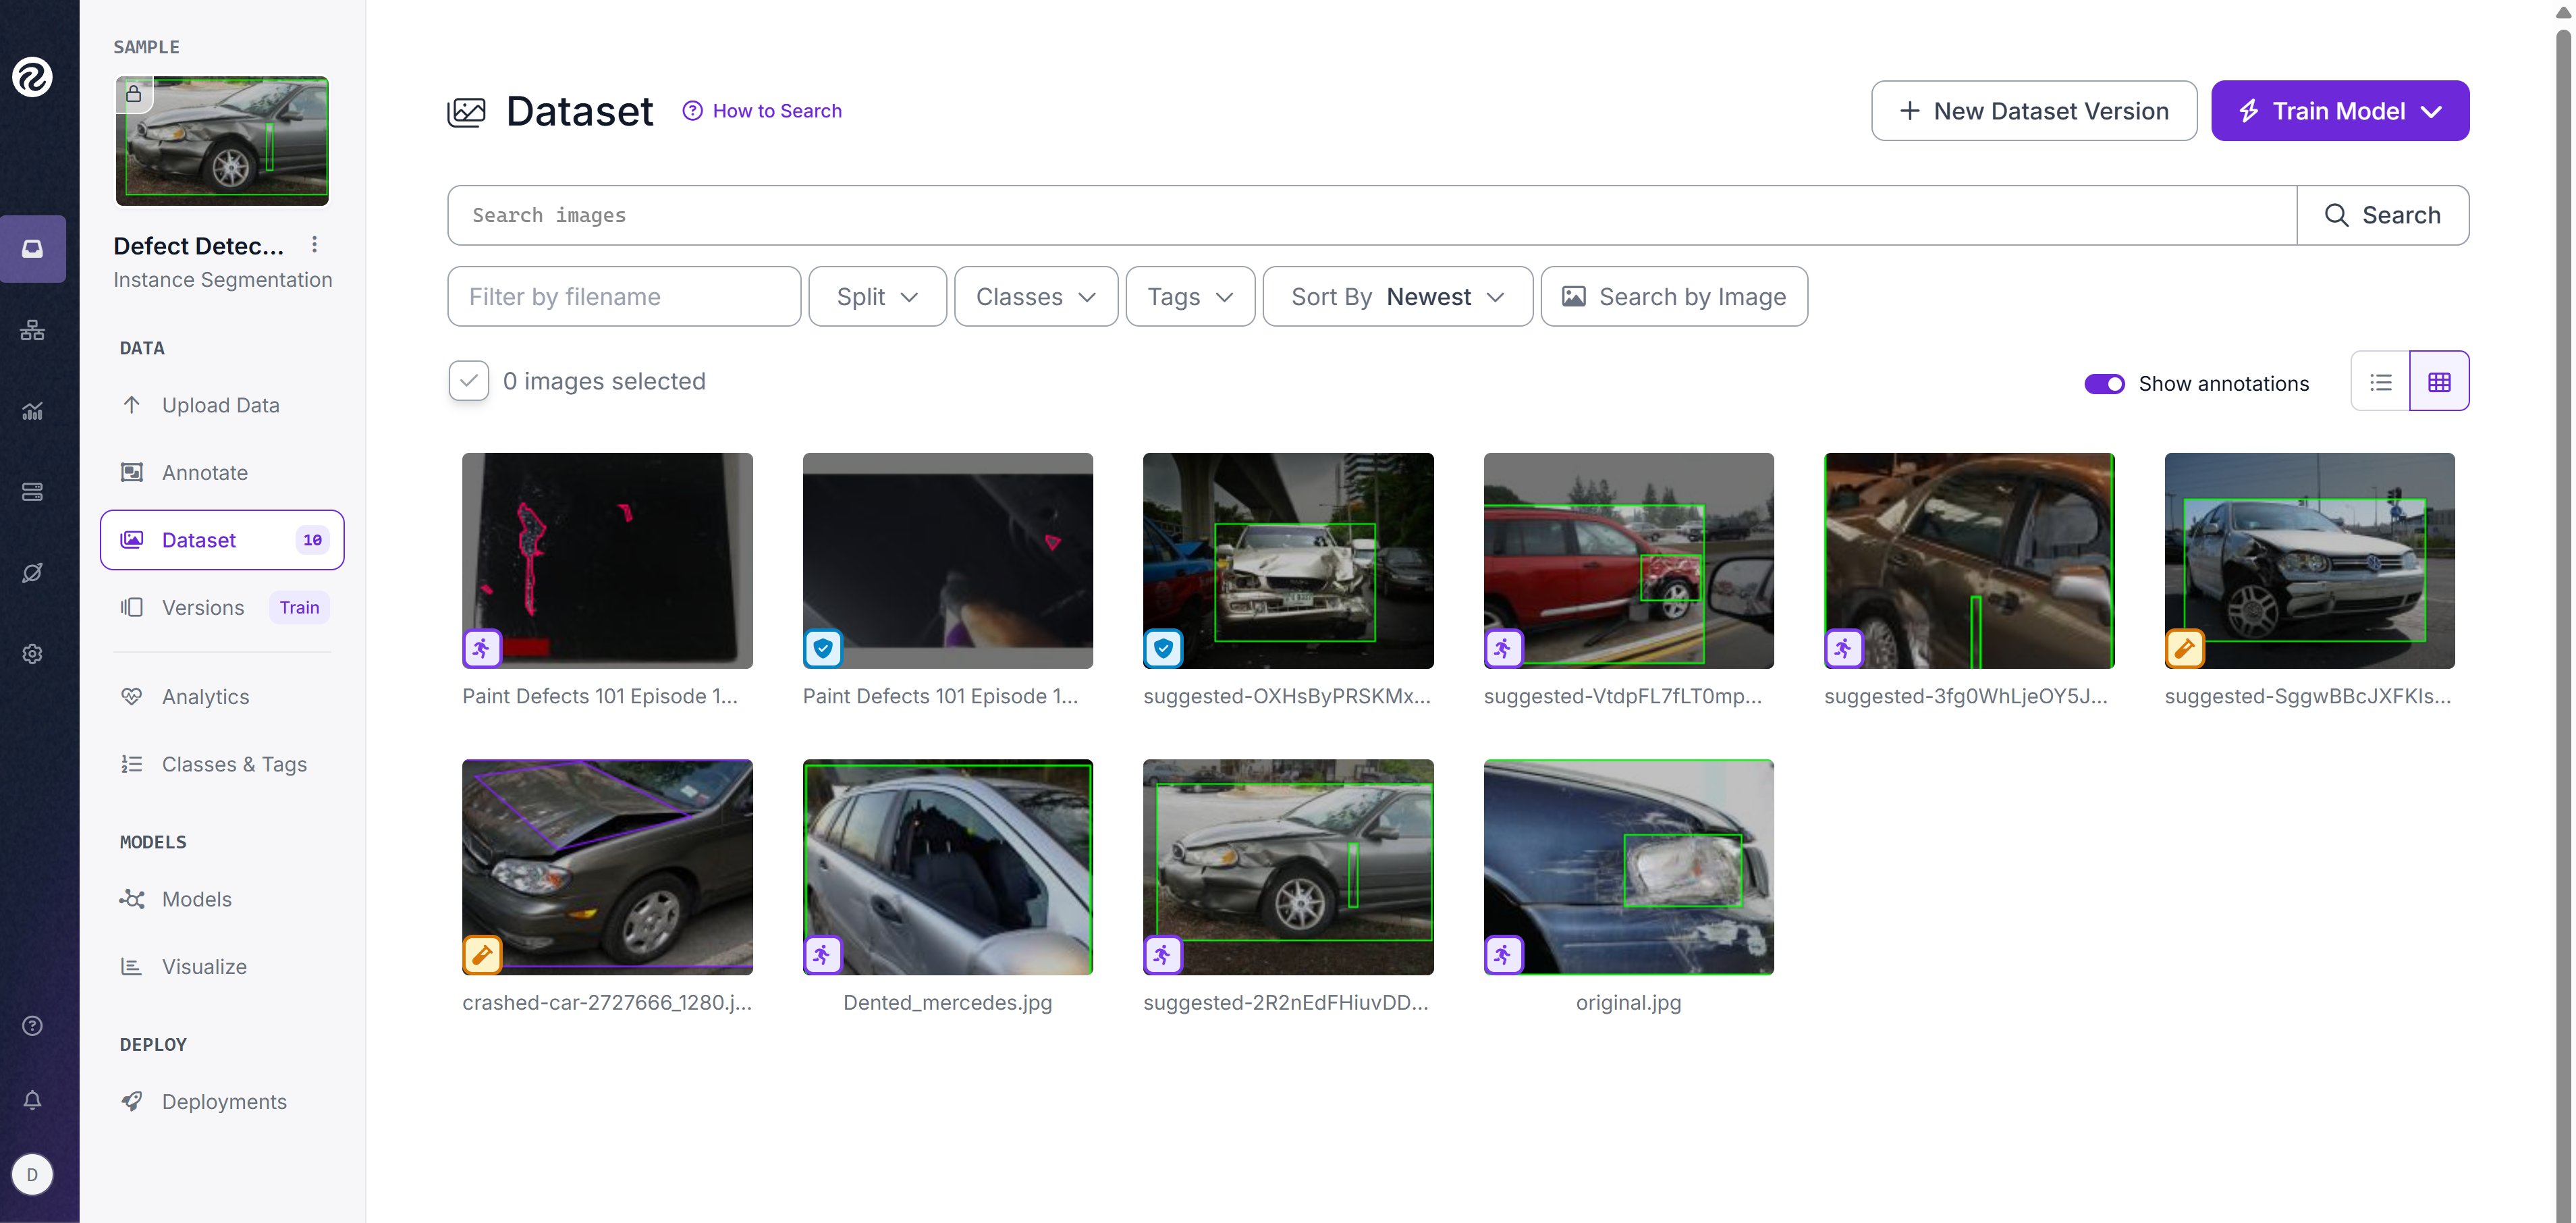 SAMPLE
Defect Detec...
Instance Segmentation
DATA
Upload Data
Annotate
Dataset 10
Versions Train
Analytics
Classes & Tags
MODELS
Models
Visualize
DEPLOY
Deployments
D
Dataset
How to Search
New Dataset Version
Train Model
Search images
Search
Filter by filename
Split
Classes
Tags
Sort By Newest
Search by Image
0 images selected
Show annotations
Paint Defects 101 Episode 1...
Paint Defects 101 Episode 1...
suggested-OXHsByPRSKMx...
suggested-VtdpFL7fLT0mp...
suggested-3fg0WhLjeOY5J...
suggested-SggwBBcJXFKIs...
crashed-car-2727666_1280.j...
Dented_mercedes.jpg
suggested-2R2nEdFHiuvDD...
original.jpg